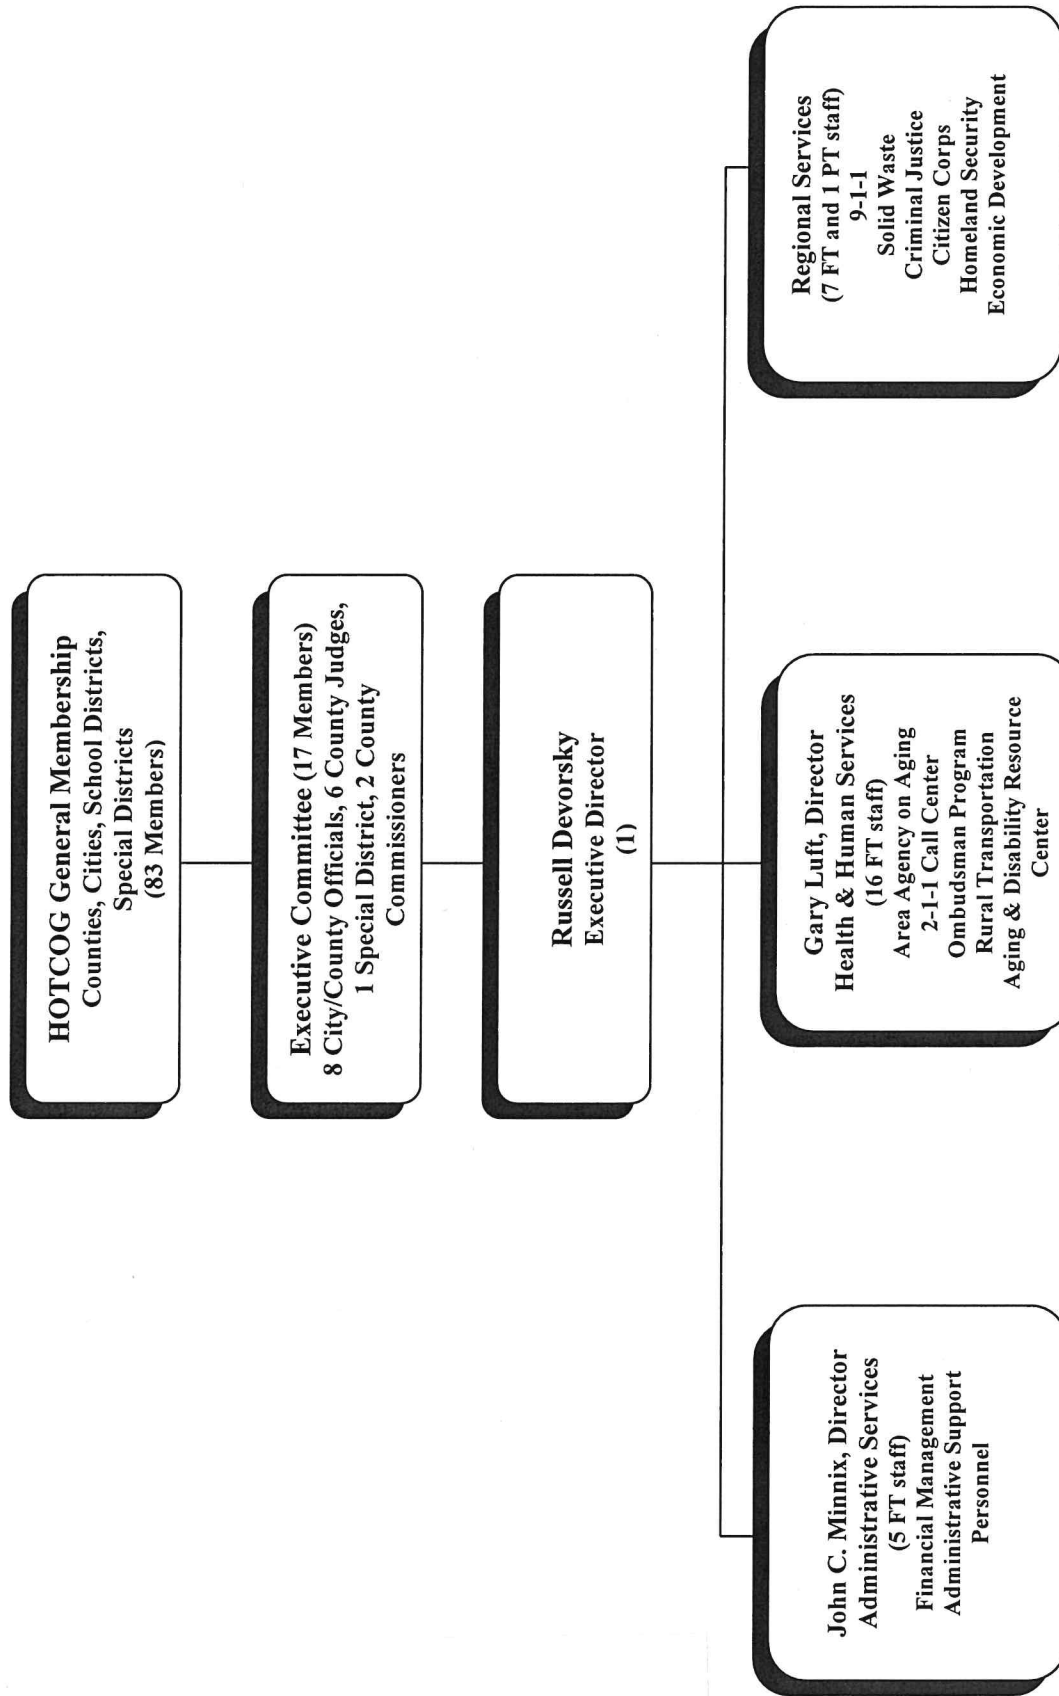 HOTCOG General Membership
Counties, Cities, School Districts,
Special Districts
(83 Members)
Executive Committee (17 Members)
8 City/County Officials, 6 County Judges,
1 Special District, 2 County
Commissioners
Russell Devorsky
Executive Director
(1)
John C. Minnix, Director
Administrative Services
(5 FT staff)
Financial Management
Administrative Support
Personnel
Gary Luft, Director
Health & Human Services
(16 FT staff)
Area Agency on Aging
2-1-1 Call Center
Ombudsman Program
Rural Transportation
Aging & Disability Resource
Center
Regional Services
(7 FT and 1 PT staff)
9-1-1
Solid Waste
Criminal Justice
Citizen Corps
Homeland Security
Economic Development